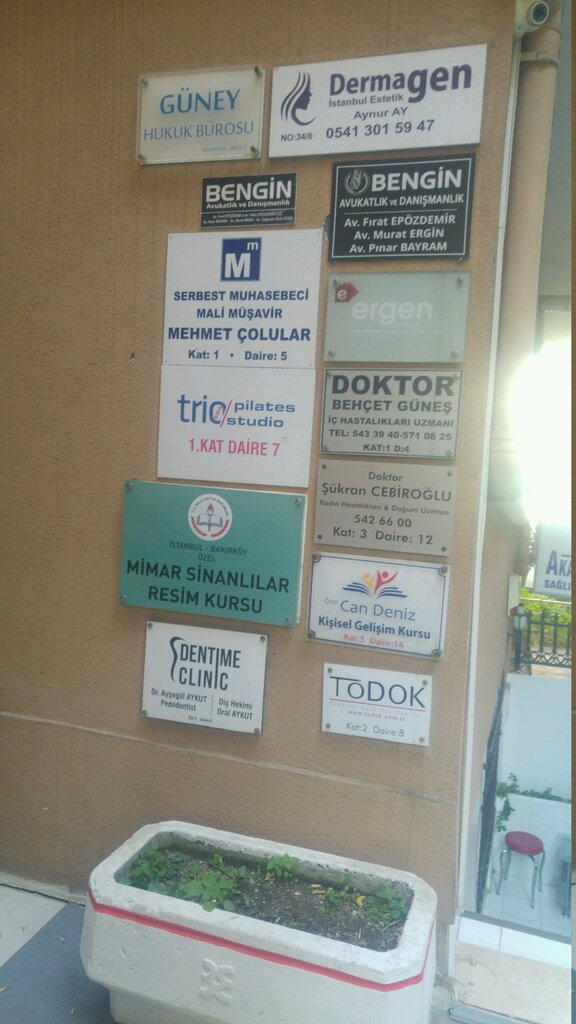 GÜNEY
HUKUK BÜROSU
Dermagen
İstanbul Estetik
Aynur AY
NO:34/6
0541 301 59 47
BENGİN
Avukatlık ve Danışmanlık
BENGİN
AVUKATLIK VE DANIŞMANLIK
Av. Fırat EPÖZDEMİR
Av. Murat ERGİN
Av. Pınar BAYRAM
Mm
SERBEST MUHASEBECİ
MALİ MÜŞAVİR
MEHMET ÇOLULAR
Kat: 1 • Daire: 5
e
ergen
trio pilates
studio
1.KAT DAİRE 7
DOKTOR
BEHÇET GÜNEŞ
İÇ HASTALIKLARI UZMANI
TEL: 543 39 40-571 08 25
KAT:1 D:4
Doktor
Şükran CEBİROĞLU
Kadın Hastalıkları & Doğum Uzmanı
542 66 00
Kat: 3 Daire: 12
İSTANBUL - BAKIRKÖY
ÖZEL
MİMAR SİNANLILAR
RESİM KURSU
Özel
Can Deniz
Kişisel Gelişim Kursu
Kat:3 Daire:14
DENTIME
CLINIC
Dr. Ayşegül AYKUT
Pedodontist
Diş Hekimi
Oral AYKUT
TODOK
www.todok.com.tr
Kat:2 Daire:8
SAĞLI